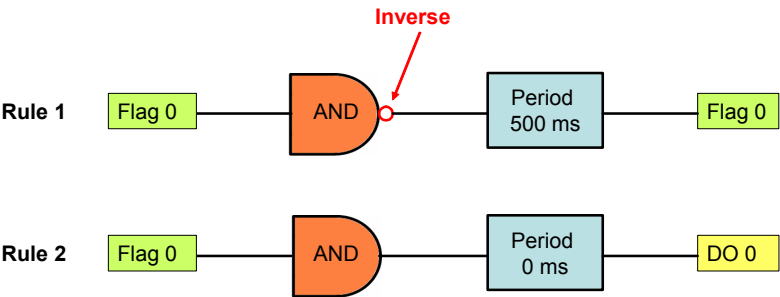 Inverse
Rule 1
Flag 0
AND
Period
500 ms
Flag 0
Rule 2
Flag 0
AND
Period
0 ms
DO 0